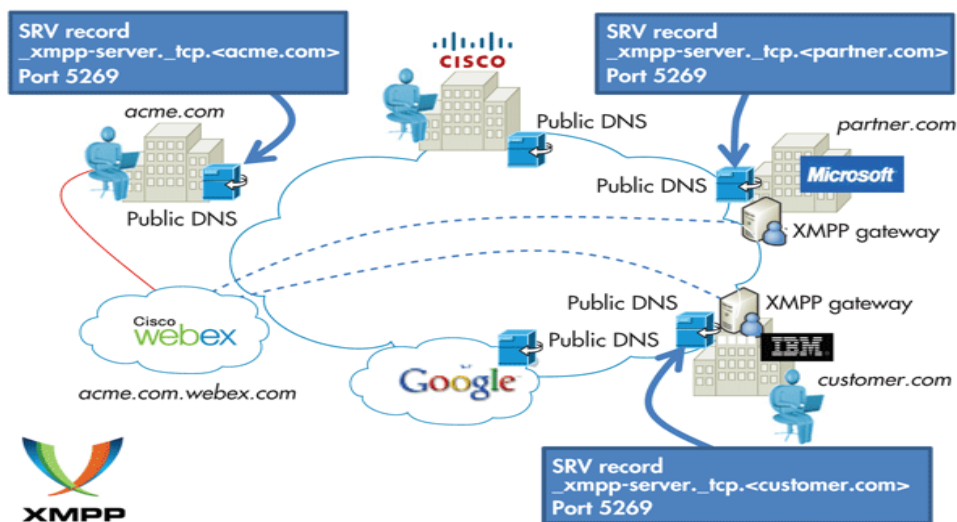 SRV record
_xmpp-server._tcp.<acme.com>
Port 5269
CISCO
SRV record
_xmpp-server._tcp.<partner.com>
Port 5269
acme.com
Public DNS
partner.com
Public DNS
Microsoft
Public DNS
XMPP gateway
Public DNS
XMPP gateway
Cisco
webex
Public DNS
IBM.
Google
customer.com
acme.com.webex.com
XMPP
SRV record
_xmpp-server._tcp.<customer.com>
Port 5269